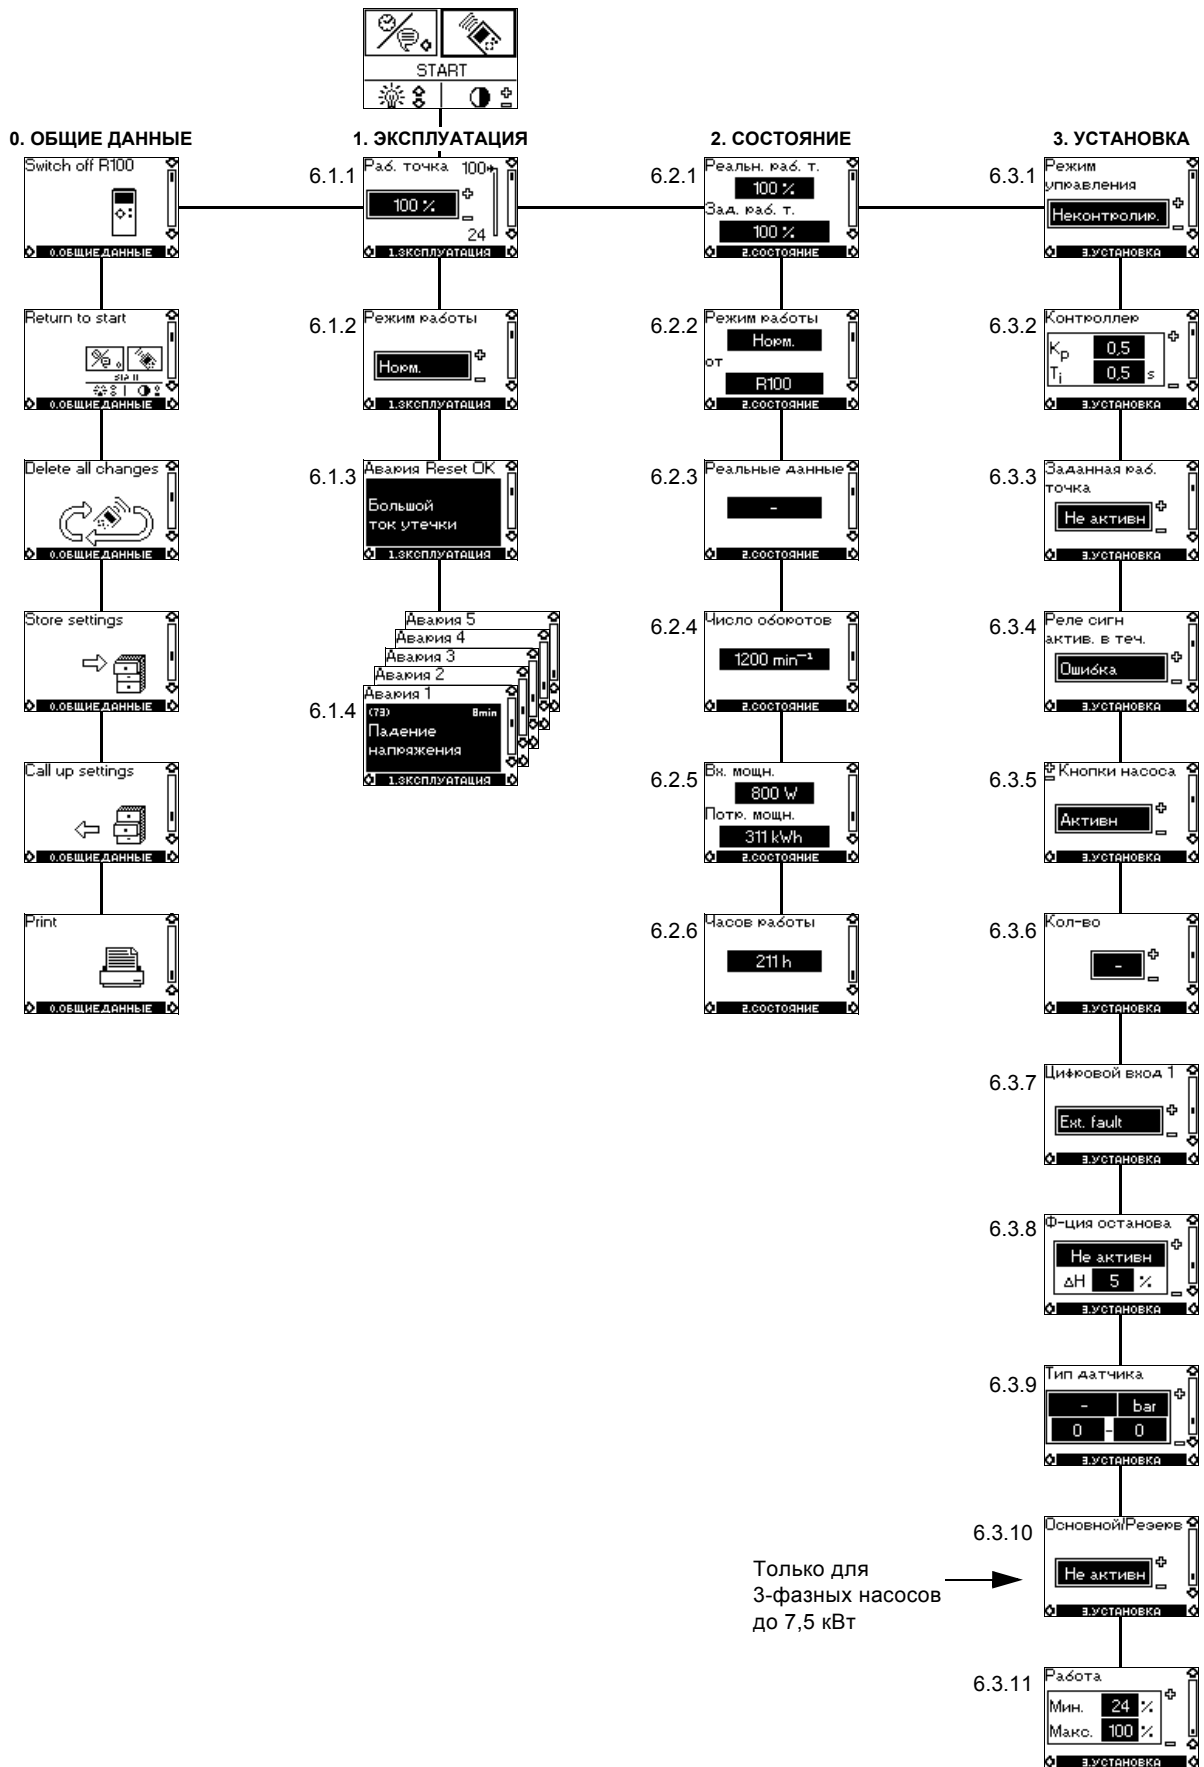 START
0. ОБЩИЕ ДАННЫЕ
Switch off R100
0.ОБЩИЕ ДАННЫЕ
Return to start
START
0.ОБЩИЕ ДАННЫЕ
Delete all changes
0.ОБЩИЕ ДАННЫЕ
Store settings
0.ОБЩИЕ ДАННЫЕ
Call up settings
0.ОБЩИЕ ДАННЫЕ
Print
0.ОБЩИЕ ДАННЫЕ
1. ЭКСПЛУАТАЦИЯ
6.1.1
Раб. точка 100
100 %
24
1.ЭКСПЛУАТАЦИЯ
6.1.2
Режим работы
Норм.
1.ЭКСПЛУАТАЦИЯ
6.1.3
Авария Reset OK
Большой
ток утечки
1.ЭКСПЛУАТАЦИЯ
6.1.4
Авария 5
Авария 4
Авария 3
Авария 2
Авария 1
(73) 8min
Падение
напряжения
1.ЭКСПЛУАТАЦИЯ
2. СОСТОЯНИЕ
6.2.1
Реальн. раб. т.
100 %
Зад. раб. т.
100 %
2.СОСТОЯНИЕ
6.2.2
Режим работы
Норм.
от
R100
2.СОСТОЯНИЕ
6.2.3
Реальные данные
-
2.СОСТОЯНИЕ
6.2.4
Число оборотов
1200 min⁻¹
2.СОСТОЯНИЕ
6.2.5
Вх. мощн.
800 W
Потр. мощн.
311 kWh
2.СОСТОЯНИЕ
6.2.6
Часов работы
211 h
2.СОСТОЯНИЕ
3. УСТАНОВКА
6.3.1
Режим
управления
Неконтролир.
3.УСТАНОВКА
6.3.2
Контроллер
Kp 0,5
Ti 0,5 s
3.УСТАНОВКА
6.3.3
Заданная раб.
точка
Не активн
3.УСТАНОВКА
6.3.4
Реле сигн
актив. в теч.
Ошибка
3.УСТАНОВКА
6.3.5
Кнопки насоса
Активн
3.УСТАНОВКА
6.3.6
Кол-во
-
3.УСТАНОВКА
6.3.7
Цифровой вход 1
Ext. fault
3.УСТАНОВКА
6.3.8
Ф-ция останова
Не активн
ΔH 5 %
3.УСТАНОВКА
6.3.9
Тип датчика
- bar
0 - 0
3.УСТАНОВКА
6.3.10
Основной/Резерв
Не активн
3.УСТАНОВКА
Только для
3-фазных насосов
до 7,5 кВт
6.3.11
Работа
Мин. 24 %
Макс. 100 %
3.УСТАНОВКА